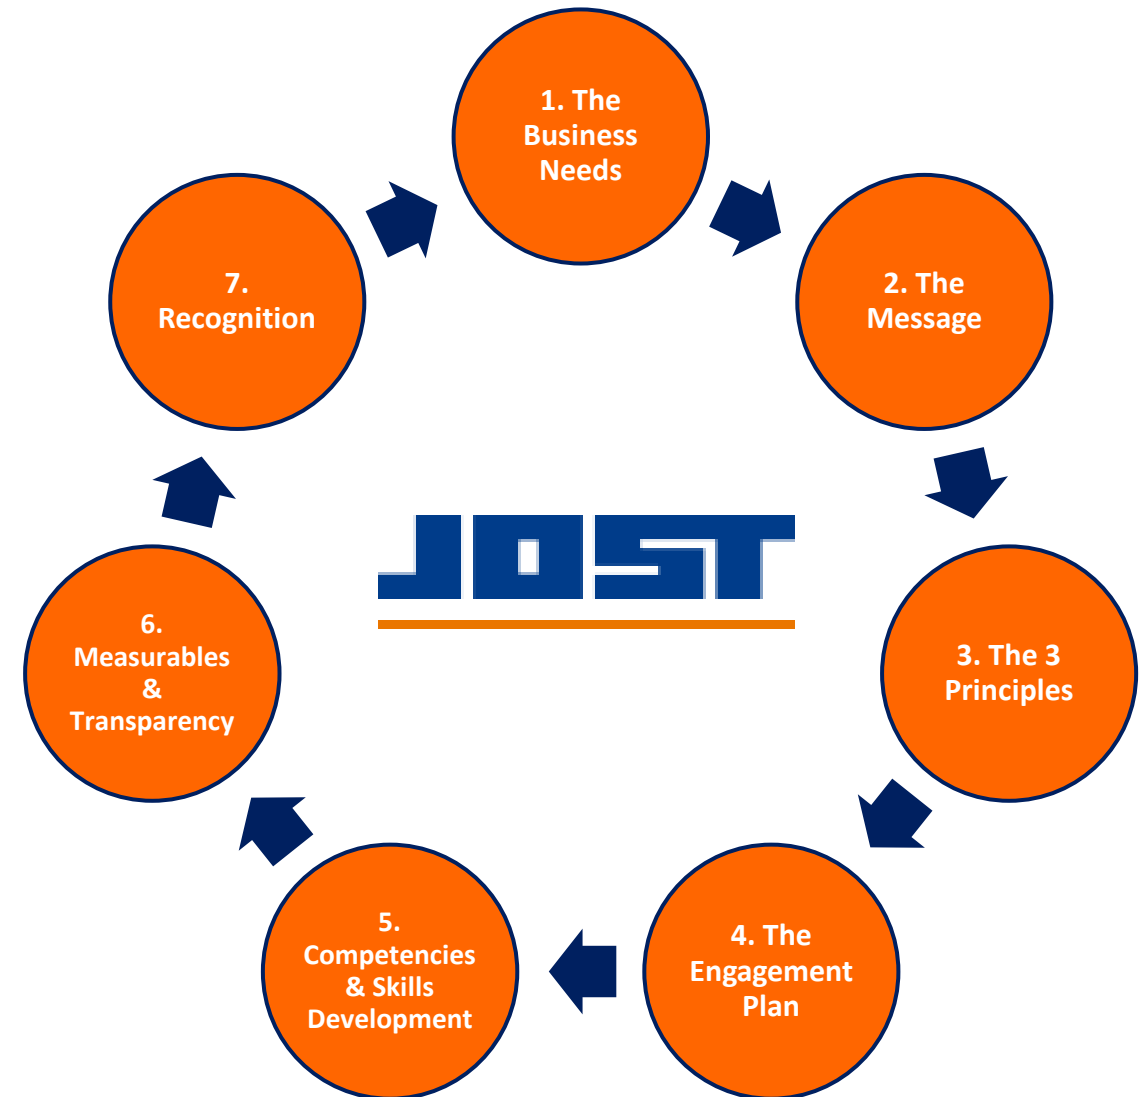 1. The
Business
Needs
2. The
Message
3. The 3
Principles
4. The
Engagement
Plan
5.
Competencies
& Skills
Development
6.
Measurables
&
Transparency
7.
Recognition
JOST